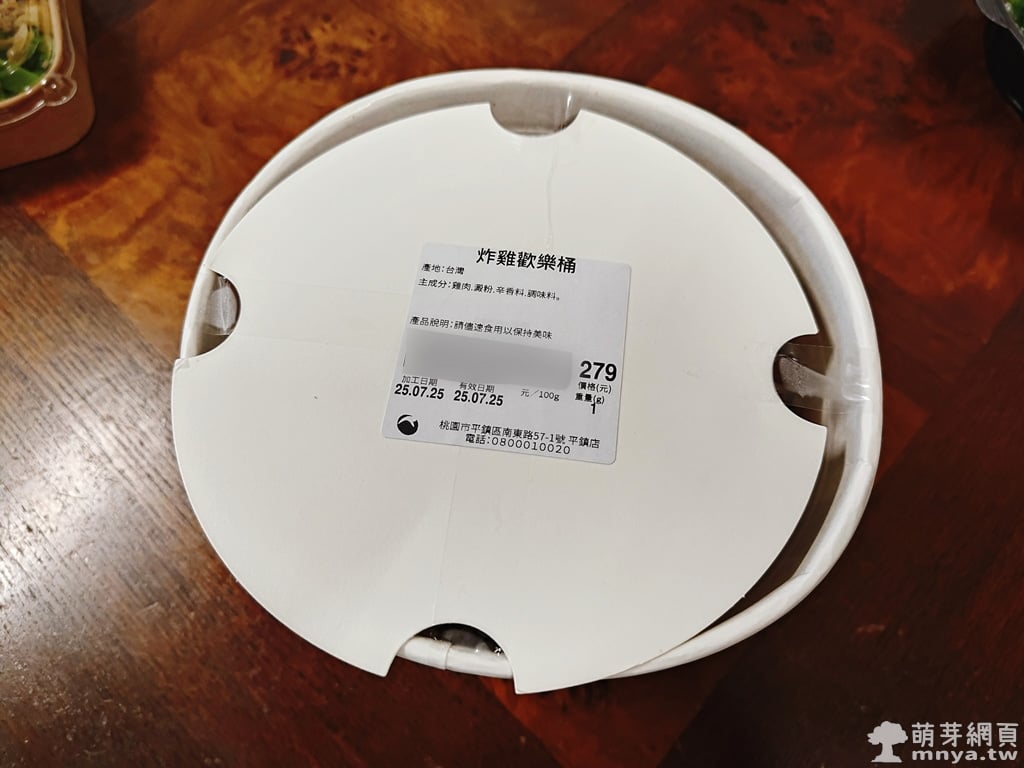 炸雞歡樂桶
產地:台灣
主成分:雞肉.澱粉.辛香料.調味料。
產品說明:請儘速食用以保持美味
279
加工日期 有效日期 元／100g 價格(元)
25.07.25 25.07.25 重量(g)
1
桃園市平鎮區南東路57-1號 平鎮店
電話:0800010020
萌芽網頁
mnya.tw